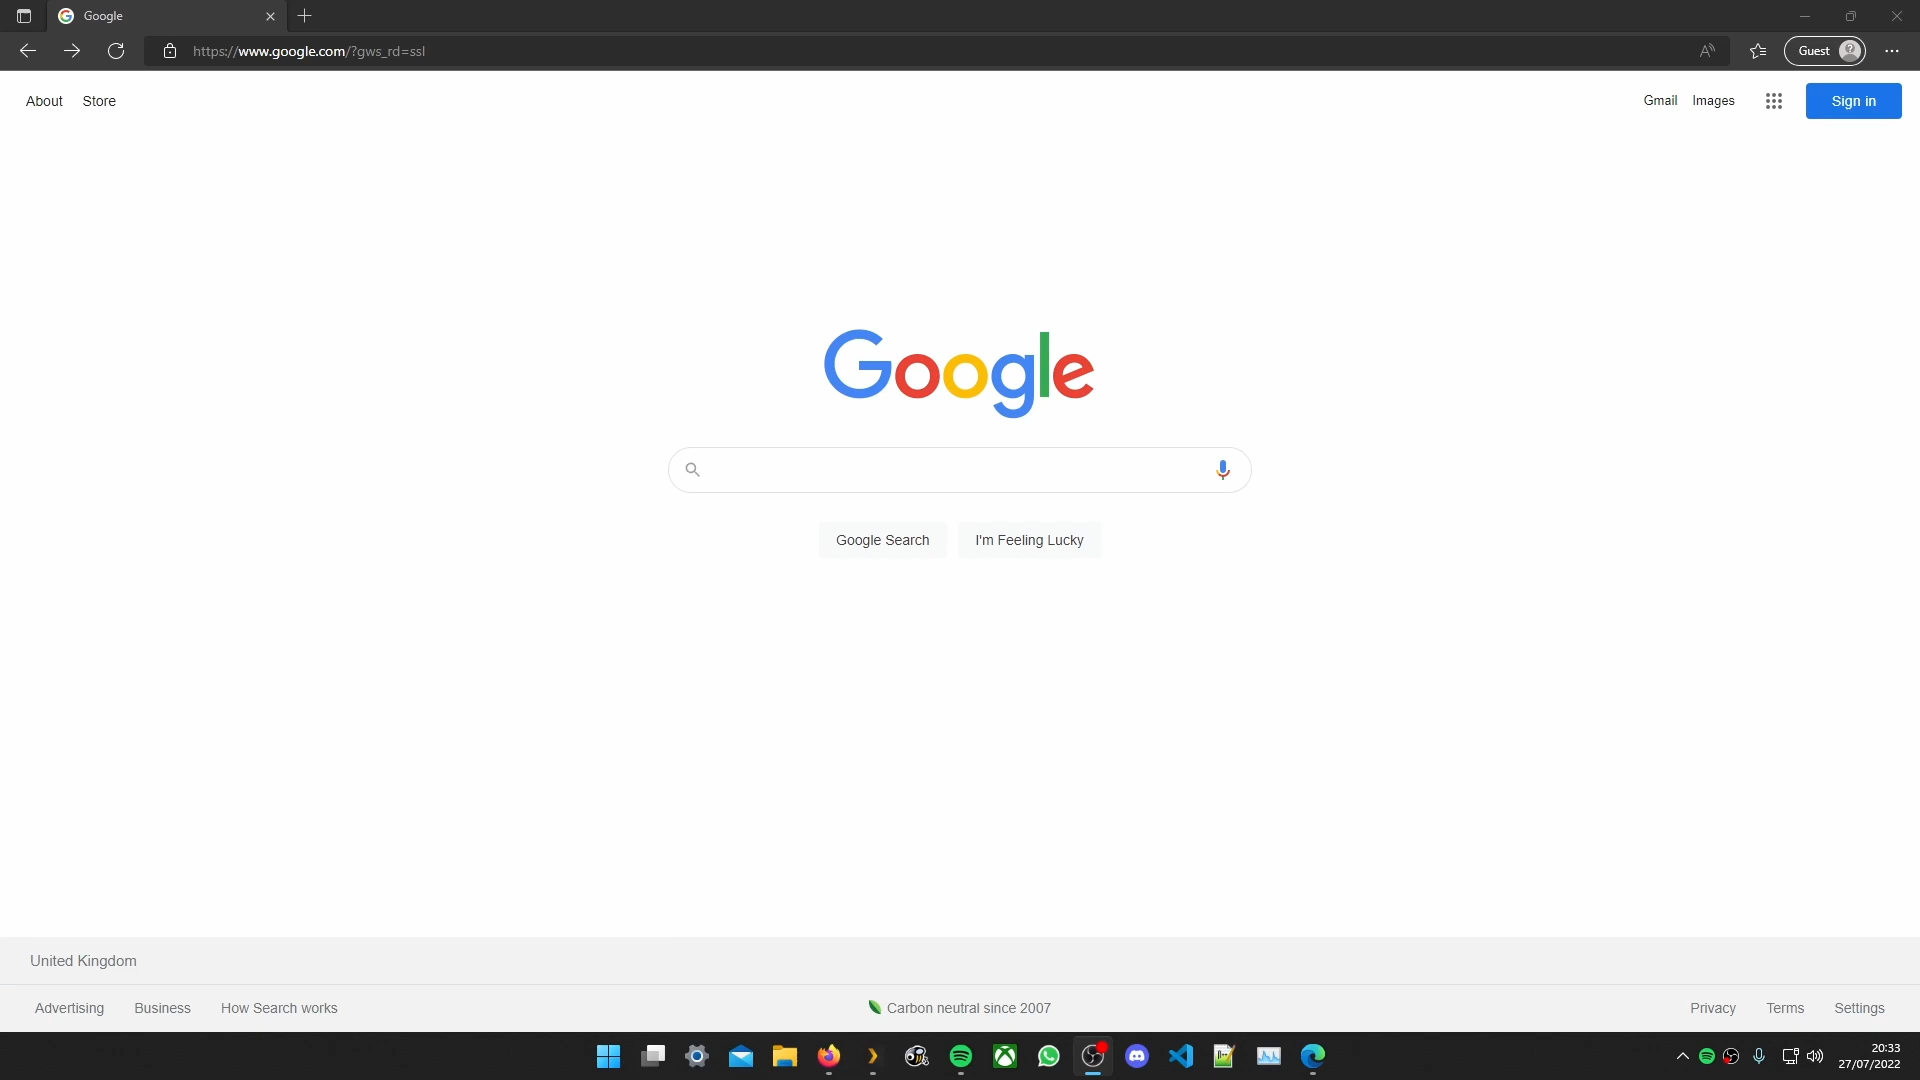 Google
https://www.google.com/?gws_rd=ssl
Guest
About Store
Gmail Images Sign in
Google
Google Search I'm Feeling Lucky
United Kingdom
Advertising Business How Search works Carbon neutral since 2007 Privacy Terms Settings
20:33
27/07/2022